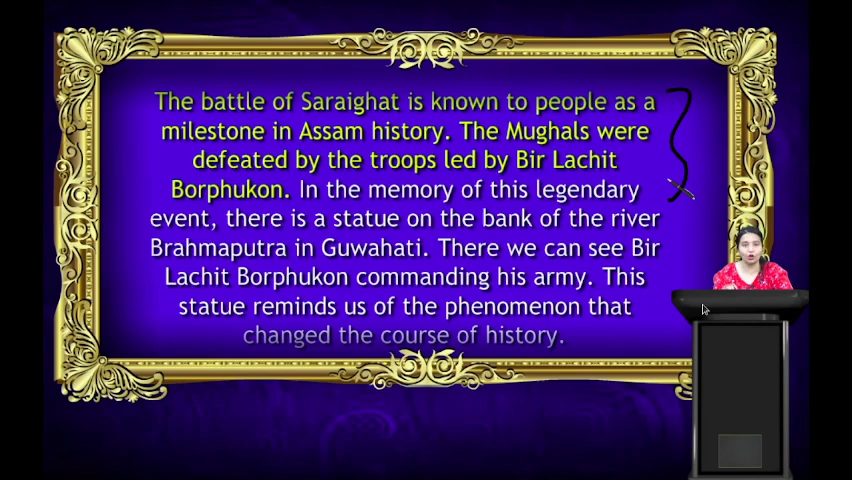 The battle of Saraighat is known to people as a
milestone in Assam history. The Mughals were
defeated by the troops led by Bir Lachit
Borphukon. In the memory of this legendary
event, there is a statue on the bank of the river
Brahmaputra in Guwahati. There we can see Bir
Lachit Borphukon commanding his army. This
statue reminds us of the phenomenon that
changed the course of history.